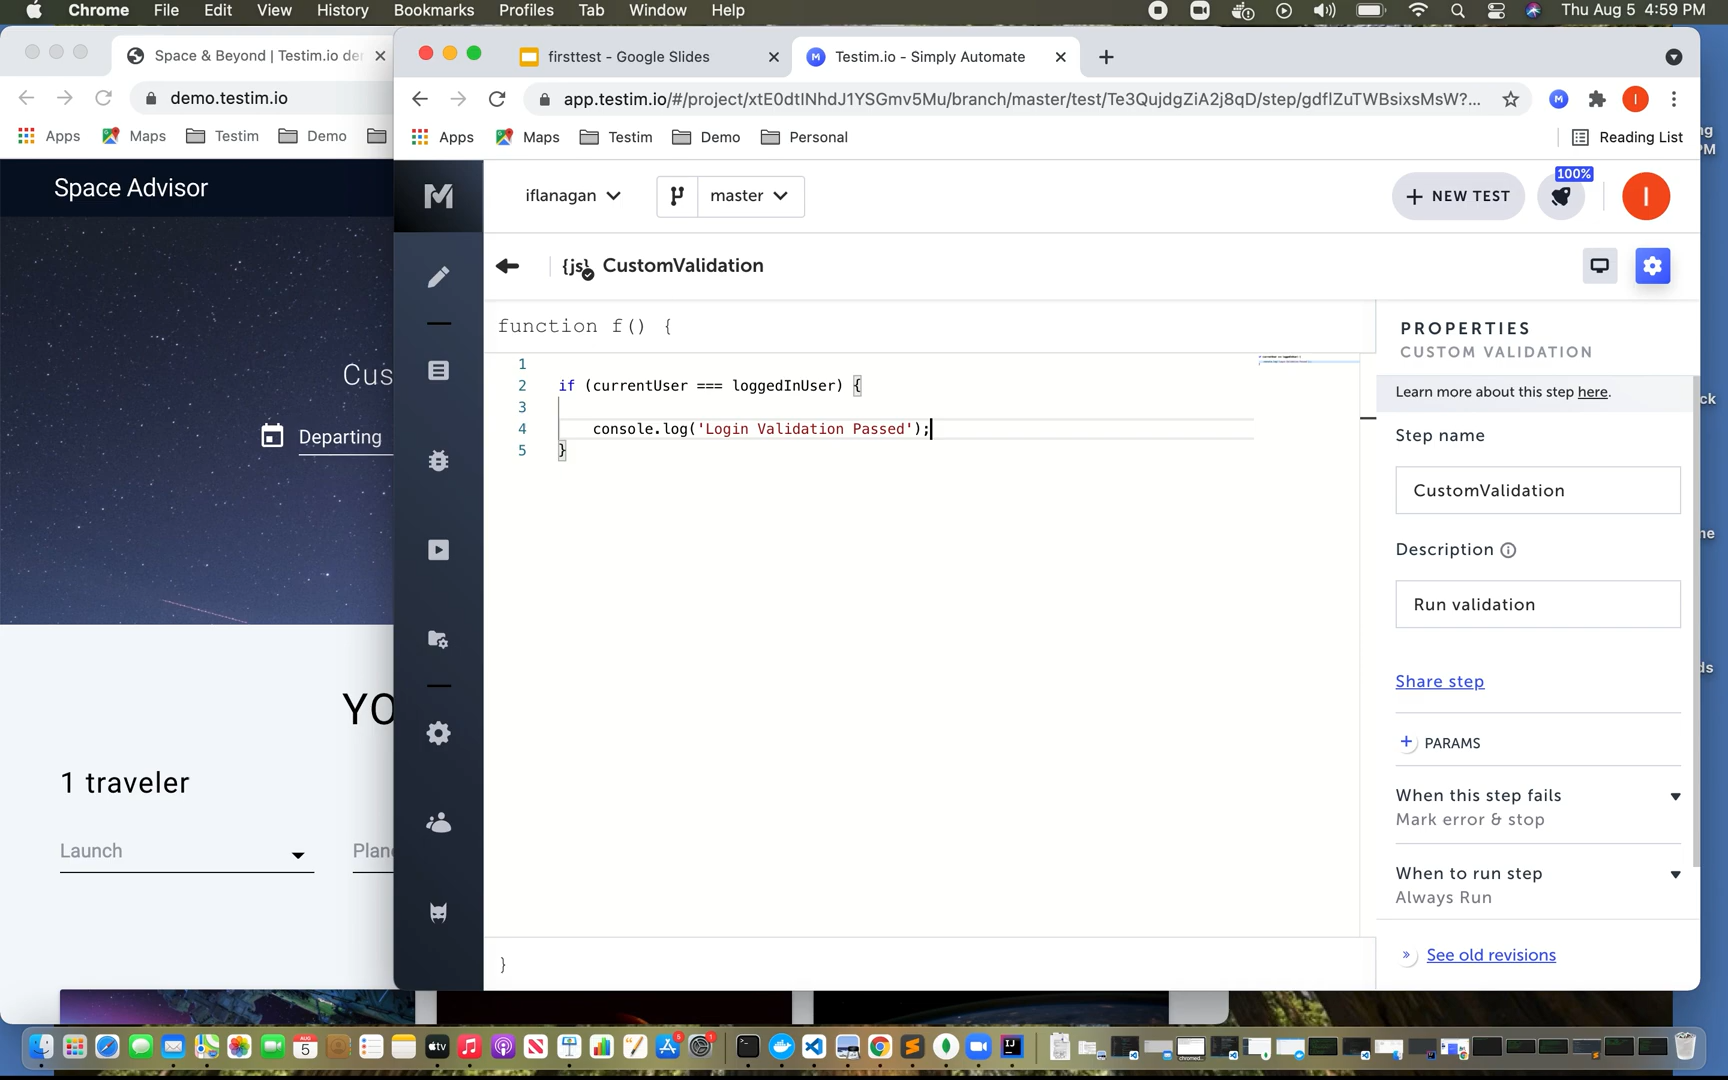 Chrome File Edit View History Bookmarks Profiles Tab Window Help Thu Aug 5 4:59 PM
Space & Beyond | Testim.io de
firsttest - Google Slides
Testim.io - Simply Automate
demo.testim.io
app.testim.io/#/project/xtE0dtINhdJ1YSGmv5Mu/branch/master/test/Te3QujdgZiA2j8qD/step/gdfIZuTWBsixsMsW?...
Apps Maps Testim Demo
Apps Maps Testim Demo Personal
Reading List
Space Advisor
iflanagan
master
NEW TEST
100%
I
{js} CustomValidation
function f() {
1
2 if (currentUser === loggedInUser) {
3
4 console.log('Login Validation Passed');
5 }
}
PROPERTIES
CUSTOM VALIDATION
Learn more about this step here.
Step name
CustomValidation
Description
Run validation
Share step
+ PARAMS
When this step fails
Mark error & stop
When to run step
Always Run
» See old revisions
Cus
Departing
YO
1 traveler
Launch
Plan
PM
AUG
5
tv